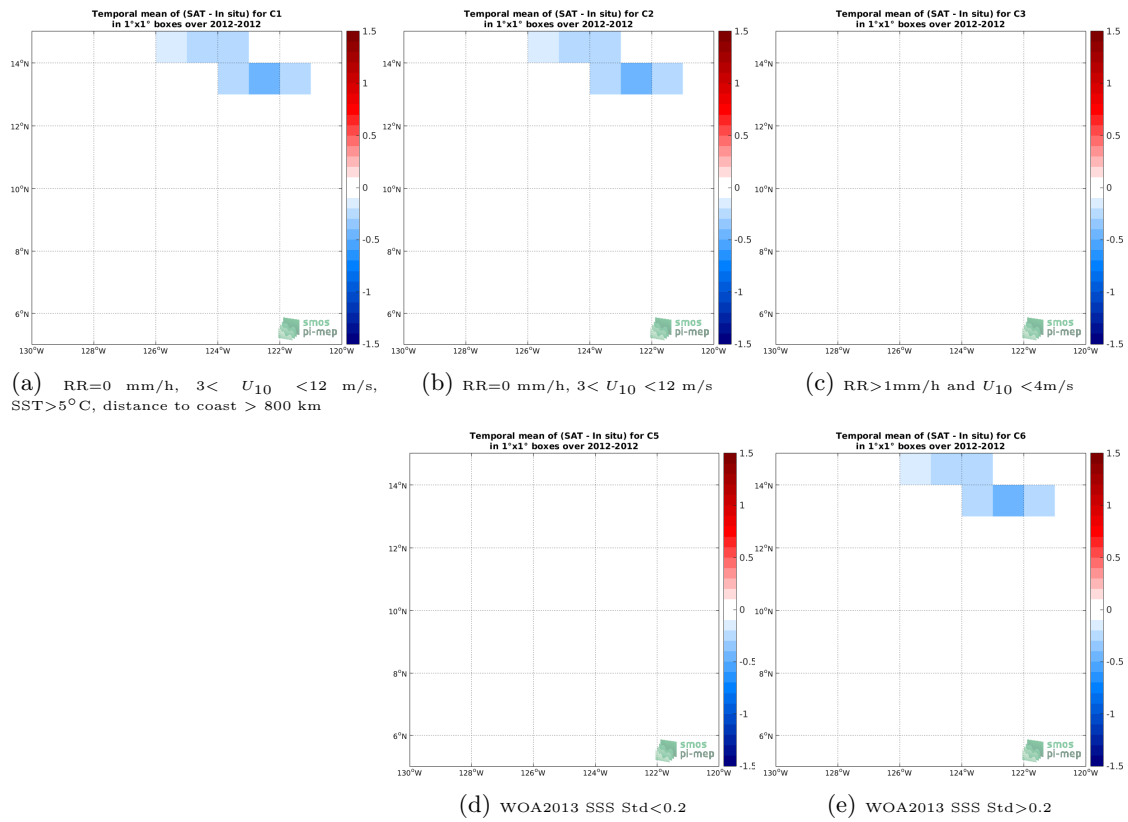 Temporal mean of (SAT - In situ) for C1
in 1°x1° boxes over 2012-2012
14°N
12°N
10°N
8°N
6°N
130°W 128°W 126°W 124°W 122°W 120°W
1.5
1
0.5
0
-0.5
-1
-1.5
smos
pi-mep
(a) RR=0 mm/h, 3< U10 <12 m/s,
SST>5°C, distance to coast > 800 km
Temporal mean of (SAT - In situ) for C2
in 1°x1° boxes over 2012-2012
14°N
12°N
10°N
8°N
6°N
130°W 128°W 126°W 124°W 122°W 120°W
1.5
1
0.5
0
-0.5
-1
-1.5
smos
pi-mep
(b) RR=0 mm/h, 3< U10 <12 m/s
Temporal mean of (SAT - In situ) for C3
in 1°x1° boxes over 2012-2012
14°N
12°N
10°N
8°N
6°N
130°W 128°W 126°W 124°W 122°W 120°W
1.5
1
0.5
0
-0.5
-1
-1.5
smos
pi-mep
(c) RR>1mm/h and U10 <4m/s
Temporal mean of (SAT - In situ) for C5
in 1°x1° boxes over 2012-2012
14°N
12°N
10°N
8°N
6°N
130°W 128°W 126°W 124°W 122°W 120°W
1.5
1
0.5
0
-0.5
-1
-1.5
smos
pi-mep
(d) WOA2013 SSS Std<0.2
Temporal mean of (SAT - In situ) for C6
in 1°x1° boxes over 2012-2012
14°N
12°N
10°N
8°N
6°N
130°W 128°W 126°W 124°W 122°W 120°W
1.5
1
0.5
0
-0.5
-1
-1.5
smos
pi-mep
(e) WOA2013 SSS Std>0.2